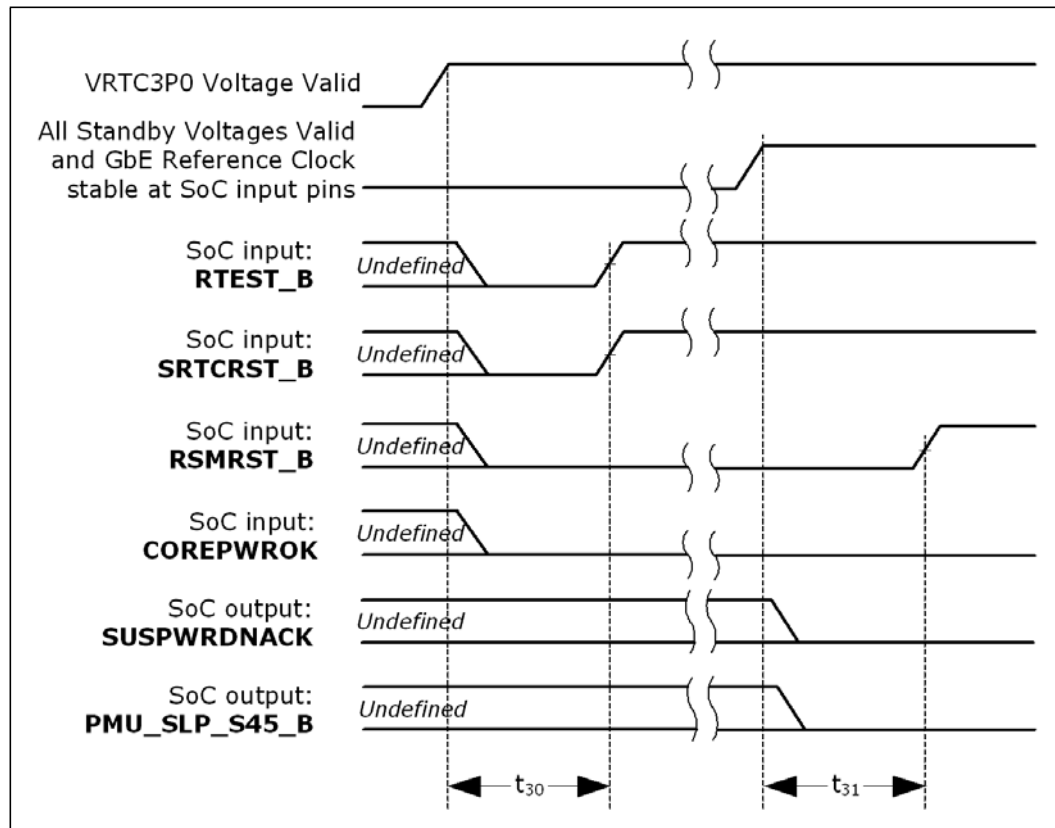 VRTC3P0 Voltage Valid
All Standby Voltages Valid
and GbE Reference Clock
stable at SoC input pins
SoC input:
RTEST_B
Undefined
SoC input:
SRTCRST_B
Undefined
SoC input:
RSMRST_B
Undefined
SoC input:
COREPWROK
Undefined
SoC output:
SUSPWRDNACK
Undefined
SoC output:
PMU_SLP_S45_B
Undefined
t30
t31